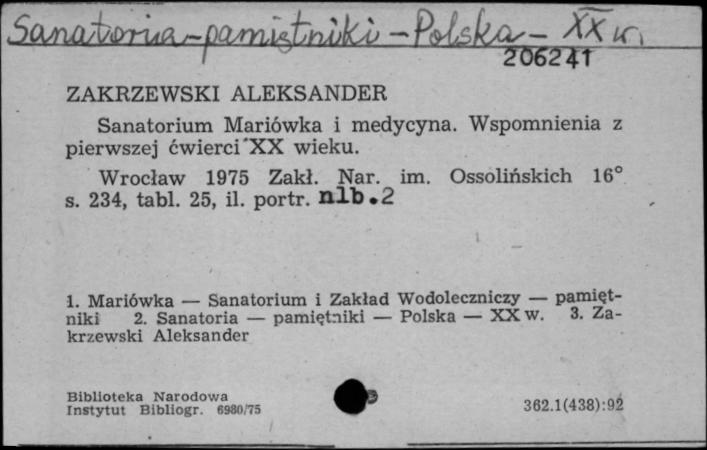 Sanatoria - pamiętniki - Polska - XX w.
206241
ZAKRZEWSKI ALEKSANDER
Sanatorium Mariówka i medycyna. Wspomnienia z
pierwszej ćwierci XX wieku.
Wrocław 1975 Zakł. Nar. im. Ossolińskich 16°
s. 234, tabl. 25, il. portr. nlb.2
1. Mariówka — Sanatorium i Zakład Wodoleczniczy — pamięt-
niki 2. Sanatoria — pamiętniki — Polska — XX w. 3. Za-
krzewski Aleksander
Biblioteka Narodowa
Instytut Bibliogr. 6980/75
362.1(438):92